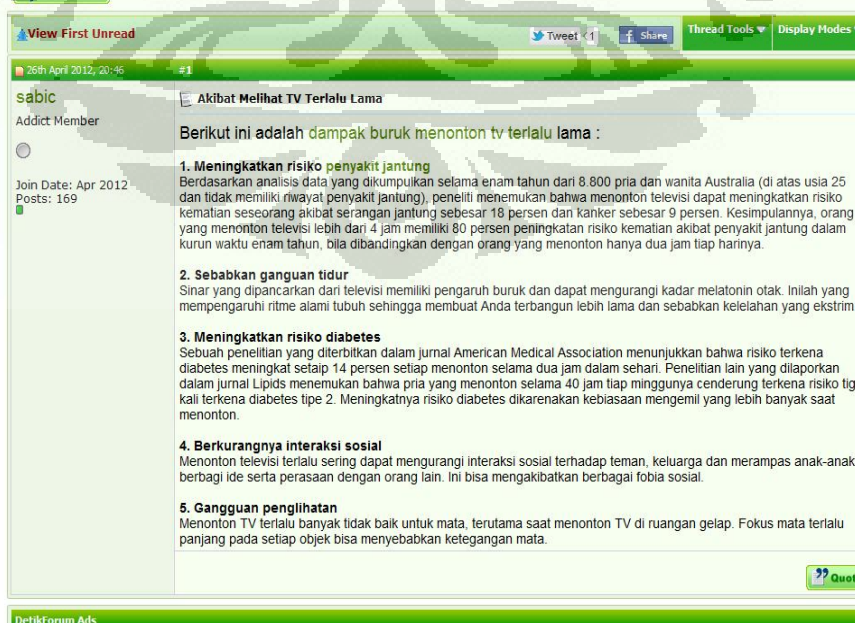 View First Unread
Tweet <1
Share
Thread Tools
Display Modes
26th April 2012, 20:46
#1
sabic
Addict Member
Join Date: Apr 2012
Posts: 169
Akibat Melihat TV Terlalu Lama
Berikut ini adalah dampak buruk menonton tv terlalu lama :
1. Meningkatkan risiko penyakit jantung
Berdasarkan analisis data yang dikumpulkan selama enam tahun dari 8.800 pria dan wanita Australia (di atas usia 25
dan tidak memiliki riwayat penyakit jantung), peneliti menemukan bahwa menonton televisi dapat meningkatkan risiko
kematian seseorang akibat serangan jantung sebesar 18 persen dan kanker sebesar 9 persen. Kesimpulannya, orang
yang menonton televisi lebih dari 4 jam memiliki 80 persen peningkatan risiko kematian akibat penyakit jantung dalam
kurun waktu enam tahun, bila dibandingkan dengan orang yang menonton hanya dua jam tiap harinya.
2. Sebabkan ganguan tidur
Sinar yang dipancarkan dari televisi memiliki pengaruh buruk dan dapat mengurangi kadar melatonin otak. Inilah yang
mempengaruhi ritme alami tubuh sehingga membuat Anda terbangun lebih lama dan sebabkan kelelahan yang ekstrim
3. Meningkatkan risiko diabetes
Sebuah penelitian yang diterbitkan dalam jurnal American Medical Association menunjukkan bahwa risiko terkena
diabetes meningkat setaip 14 persen setiap menonton selama dua jam dalam sehari. Penelitian lain yang dilaporkan
dalam jurnal Lipids menemukan bahwa pria yang menonton selama 40 jam tiap minggunya cenderung terkena risiko tig
kali terkena diabetes tipe 2. Meningkatnya risiko diabetes dikarenakan kebiasaan mengemil yang lebih banyak saat
menonton.
4. Berkurangnya interaksi sosial
Menonton televisi terlalu sering dapat mengurangi interaksi sosial terhadap teman, keluarga dan merampas anak-anak
berbagi ide serta perasaan dengan orang lain. Ini bisa mengakibatkan berbagai fobia sosial.
5. Gangguan penglihatan
Menonton TV terlalu banyak tidak baik untuk mata, terutama saat menonton TV di ruangan gelap. Fokus mata terlalu
panjang pada setiap objek bisa menyebabkan ketegangan mata.
Quot
DetikForum Ads